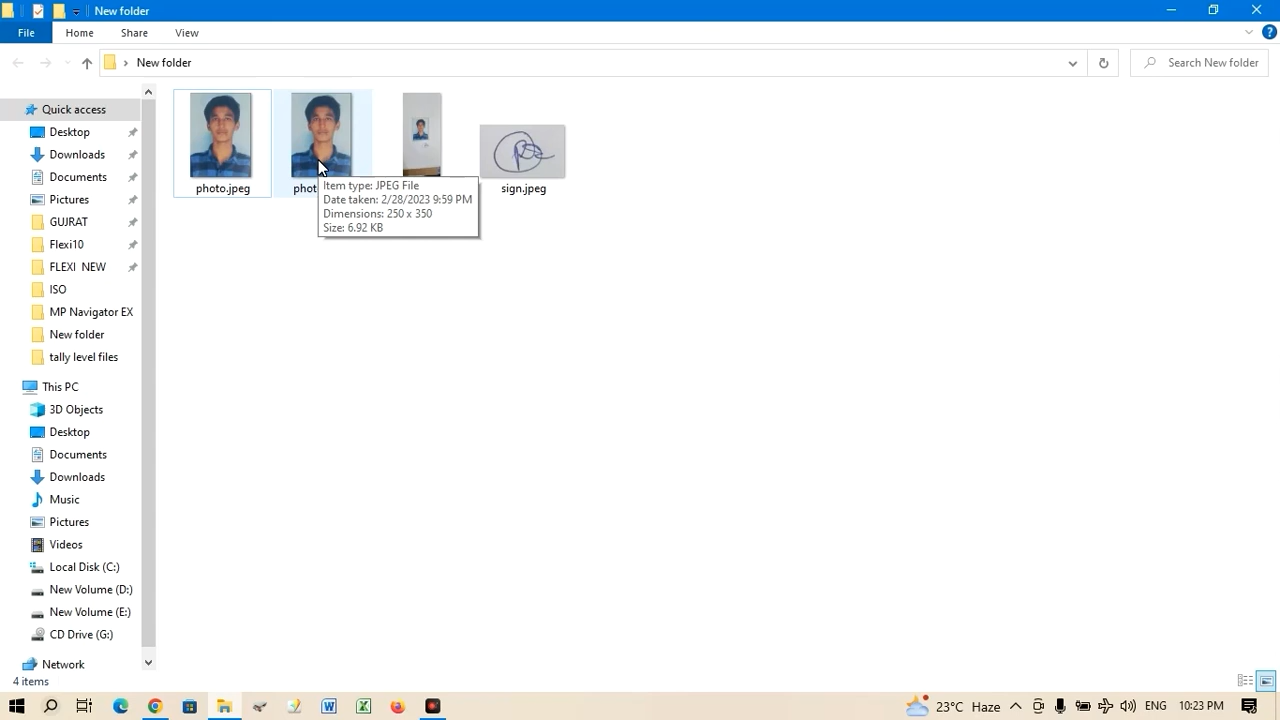 New folder
File Home Share View
New folder
Search New folder
Quick access
Desktop
Downloads
Documents
Pictures
GUJRAT
Flexi10
FLEXI NEW
ISO
MP Navigator EX
New folder
tally level files
This PC
3D Objects
Desktop
Documents
Downloads
Music
Pictures
Videos
Local Disk (C:)
New Volume (D:)
New Volume (E:)
CD Drive (G:)
Network
photo.jpeg
phot
sign.jpeg
Item type: JPEG File
Date taken: 2/28/2023 9:59 PM
Dimensions: 250 x 350
Size: 6.92 KB
4 items
23°C Haze
ENG
10:23 PM